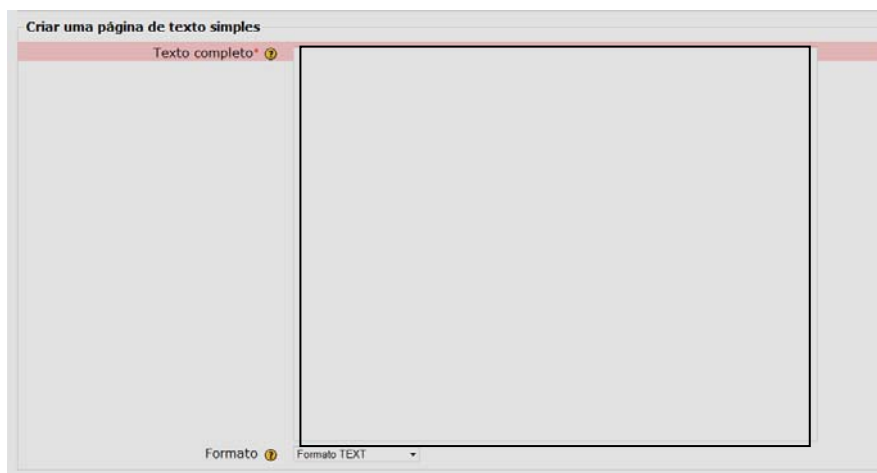 Criar uma página de texto simples
Texto completo* ?
Formato ? Formato TEXT